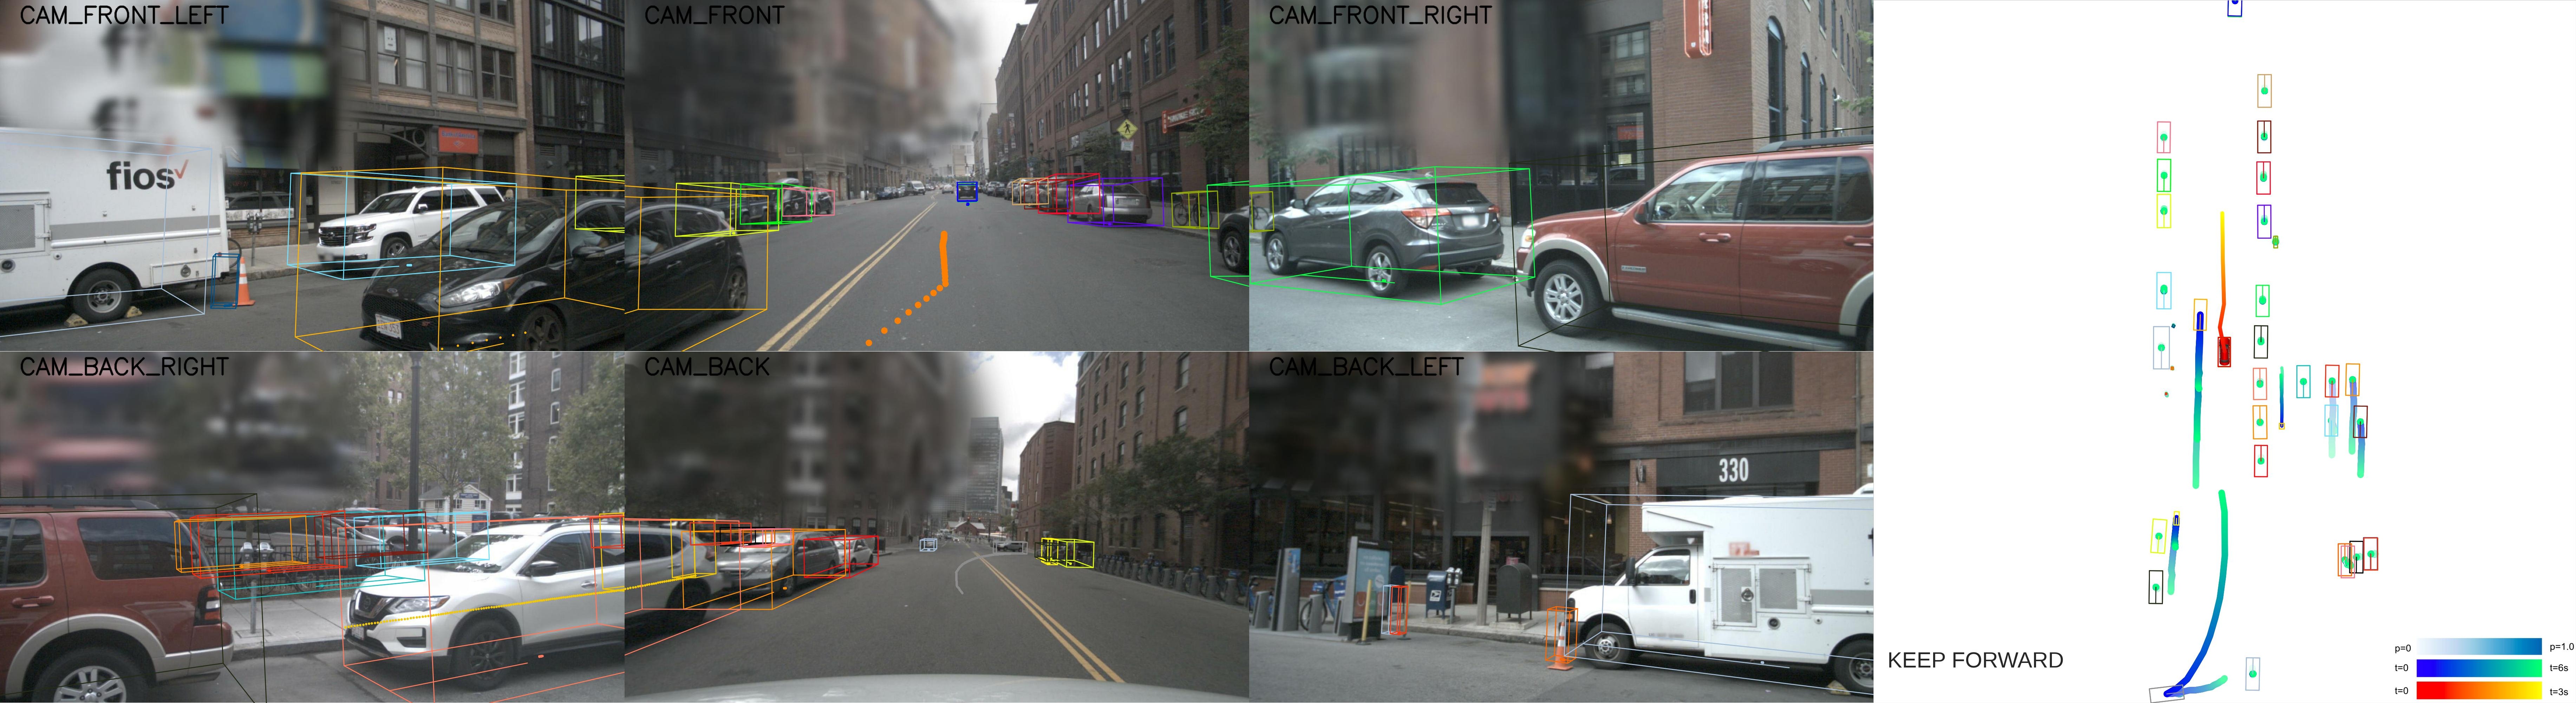 CAM_FRONT_LEFT
CAM_FRONT
CAM_FRONT_RIGHT
fios
CAM_BACK_RIGHT
CAM_BACK
CAM_BACK_LEFT
330
KEEP FORWARD
p=0
p=1.0
t=0
t=6s
t=0
t=3s